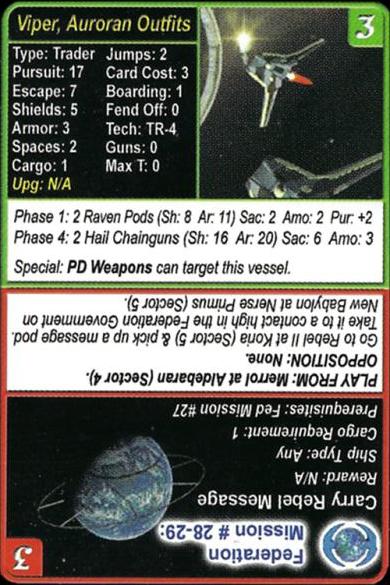 Viper, Auroran Outfits
3
Type: Trader Jumps: 2
Pursuit: 17 Card Cost: 3
Escape: 7 Boarding: 1
Shields: 5 Fend Off: 0
Armor: 3 Tech: TR-4
Spaces: 2 Guns: 0
Cargo: 1 Max T: 0
Upg: N/A
Phase 1: 2 Raven Pods (Sh: 8 Ar: 11) Sac: 2 Amo: 2 Pur: +2
Phase 4: 2 Hail Chainguns (Sh: 16 Ar: 20) Sac: 6 Amo: 3
Special: PD Weapons can target this vessel.
Federation
Mission # 28-29:
3
Carry Rebel Message
Reward: N/A
Ship Type: Any
Cargo Requirement: 1
Prerequisites: Fed Mission #27
PLAY FROM: Merrol at Aldebaran (Sector 4).
OPPOSITION: None.
Go to Rebel II at Koria (Sector 5) & pick up a message pod.
Take it to a contact high in the Federation Government on
New Babylon at Nerse Primus (Sector 5).